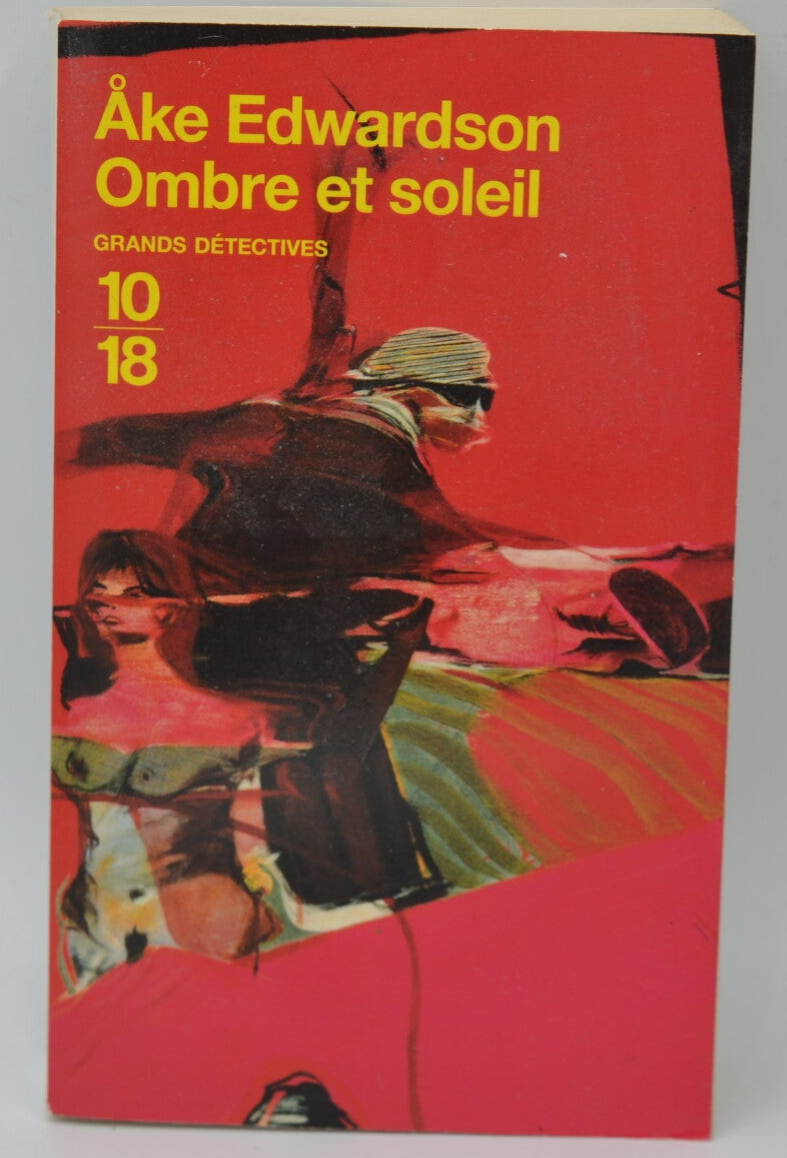 Åke Edwardson
Ombre et soleil
GRANDS DÉTECTIVES
10
18